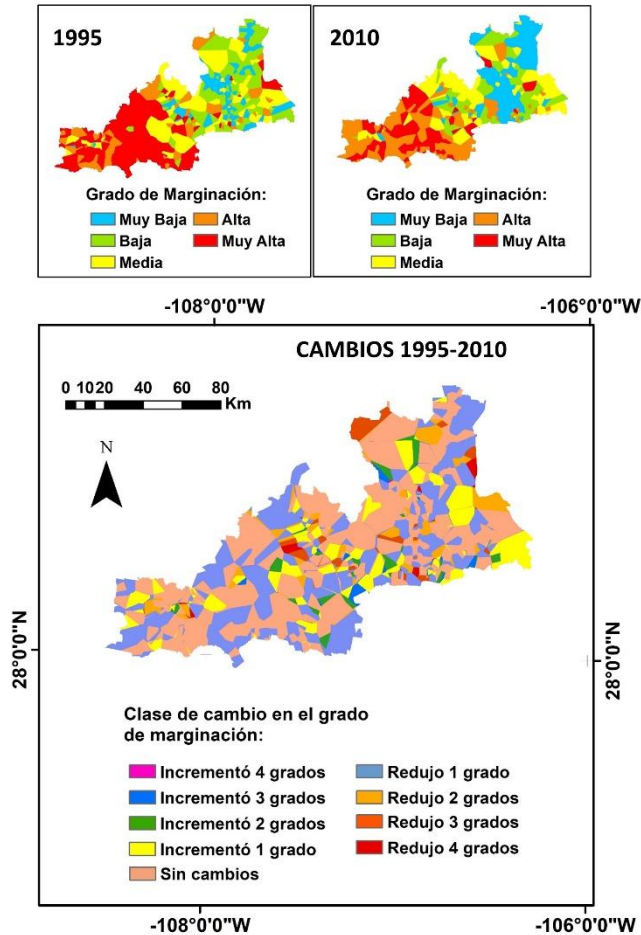 1995
Grado de Marginación:
Muy Baja Alta
Baja Muy Alta
Media
2010
Grado de Marginación:
Muy Baja Alta
Baja Muy Alta
Media
-108°0'0"W -106°0'0"W
CAMBIOS 1995-2010
0 10 20 40 60 80
Km
N
28°0'0"N 28°0'0"N
Clase de cambio en el grado
de marginación:
Incrementó 4 grados Redujo 1 grado
Incrementó 3 grados Redujo 2 grados
Incrementó 2 grados Redujo 3 grados
Incrementó 1 grado Redujo 4 grados
Sin cambios
-108°0'0"W -106°0'0"W